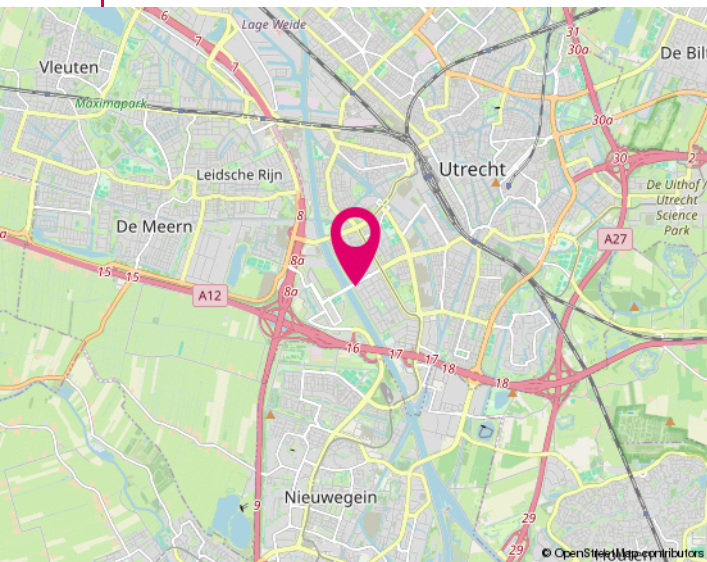 6
Lage Weide
31
7
30a
Vleuten
De Bilt
7
Maximapark
30a
30
2
Utrecht
Leidsche Rijn
De Uithof /
Utrecht
Science
Park
8
De Meern
a
A27
8a
15
15
8a
A12
16
17
17
18
18
Nieuwegein
9
29
29
Houten
© OpenStreetMap contributors